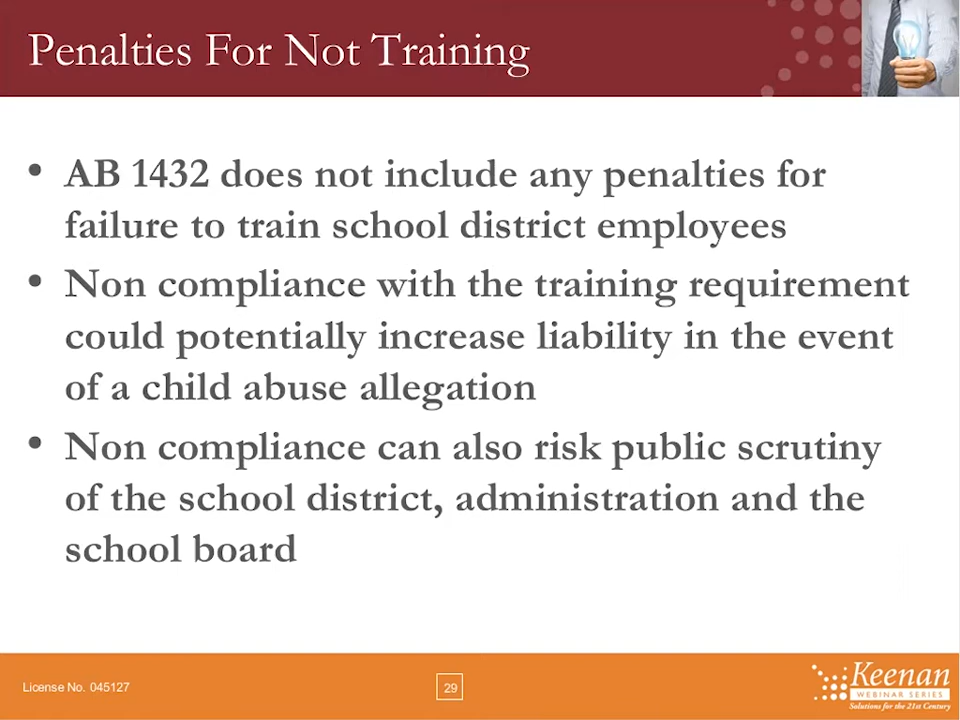 Penalties For Not Training
• AB 1432 does not include any penalties for
failure to train school district employees
• Non compliance with the training requirement
could potentially increase liability in the event
of a child abuse allegation
• Non compliance can also risk public scrutiny
of the school district, administration and the
school board
License No. 045127
29
Keenan
WEBINAR SERIES
Solutions for the 21st Century